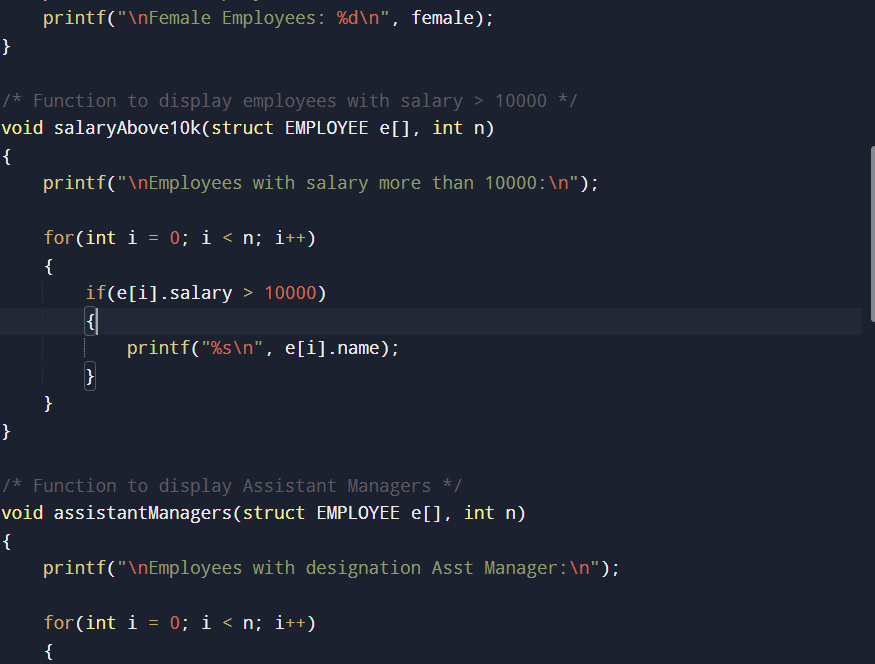 printf("\nFemale Employees: %d\n", female);
}

/* Function to display employees with salary > 10000 */
void salaryAbove10k(struct EMPLOYEE e[], int n)
{
    printf("\nEmployees with salary more than 10000:\n");

    for(int i = 0; i < n; i++)
    {
        if(e[i].salary > 10000)
        {
            printf("%s\n", e[i].name);
        }
    }
}

/* Function to display Assistant Managers */
void assistantManagers(struct EMPLOYEE e[], int n)
{
    printf("\nEmployees with designation Asst Manager:\n");

    for(int i = 0; i < n; i++)
    {